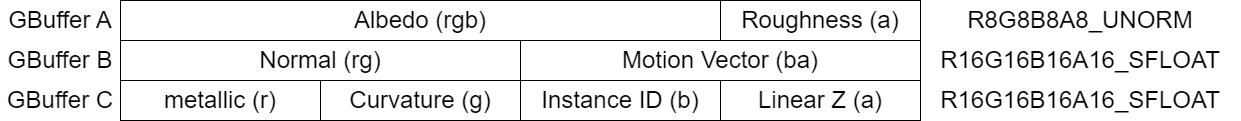 GBuffer A Albedo (rgb) Roughness (a) R8G8B8A8_UNORM
GBuffer B Normal (rg) Motion Vector (ba) R16G16B16A16_SFLOAT
GBuffer C metallic (r) Curvature (g) Instance ID (b) Linear Z (a) R16G16B16A16_SFLOAT